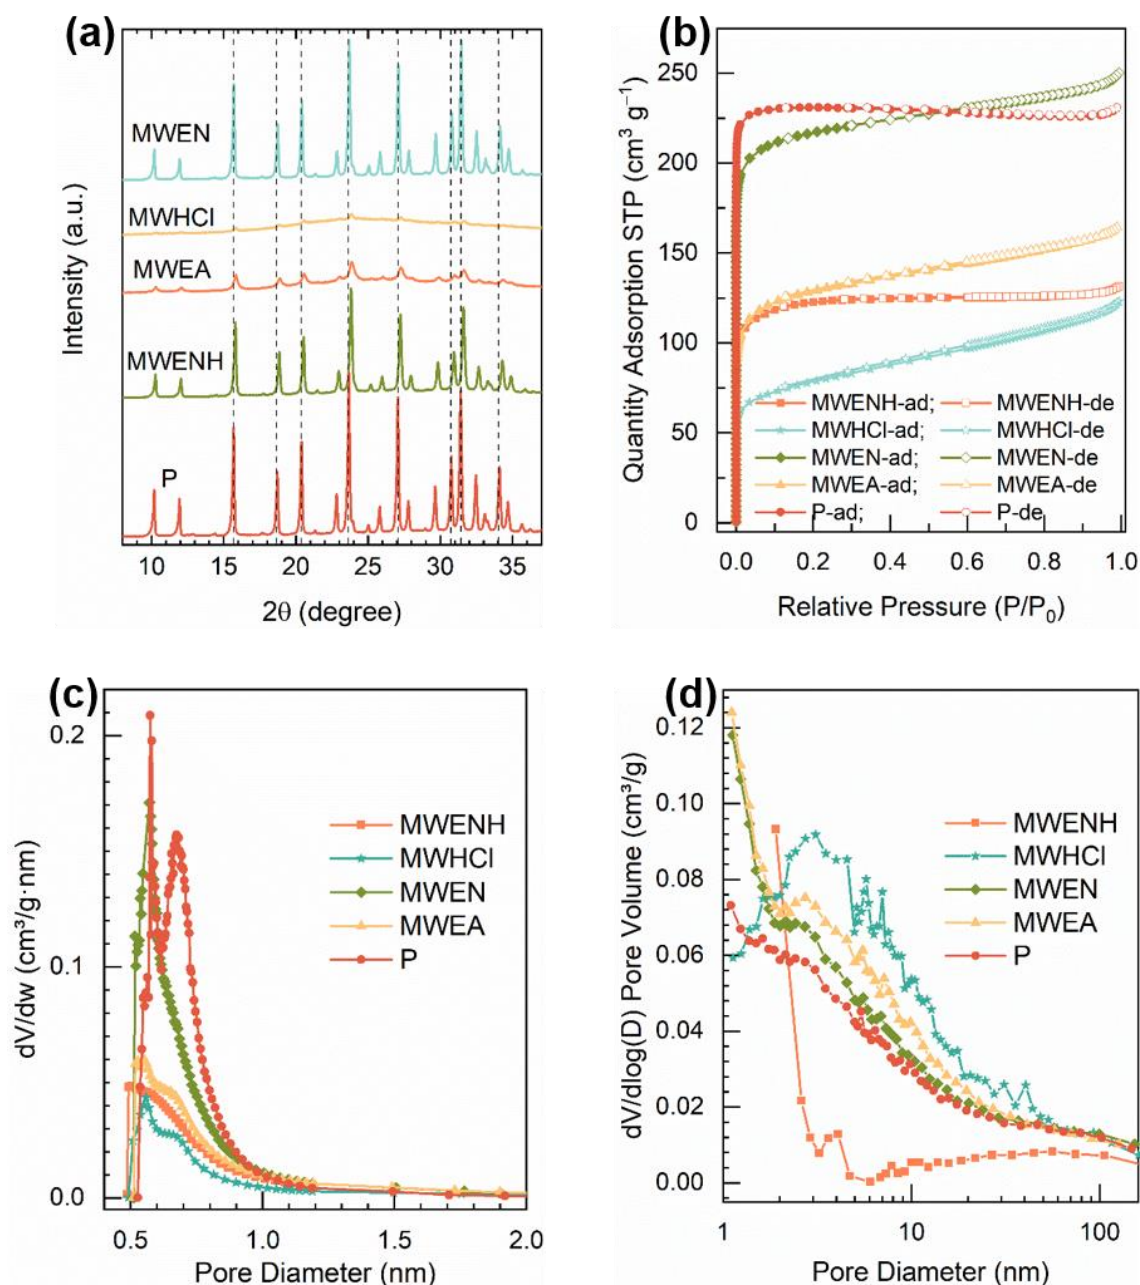 (a)
MWEN
MWHCl
MWEA
MWENH
P
Intensity (a.u.)
10 15 20 25 30 35
2θ (degree)
(b)
250
200
150
100
50
0
Quantity Adsorption STP (cm³ g⁻¹)
MWENH-ad; MWENH-de
MWHCl-ad; MWHCl-de
MWEN-ad; MWEN-de
MWEA-ad; MWEA-de
P-ad; P-de
0.0 0.2 0.4 0.6 0.8 1.0
Relative Pressure (P/P₀)
(c)
0.2
0.1
0.0
dV/dw (cm³/g·nm)
MWENH
MWHCl
MWEN
MWEA
P
0.5 1.0 1.5 2.0
Pore Diameter (nm)
(d)
0.12
0.10
0.08
0.06
0.04
0.02
0.00
dV/dlog(D) Pore Volume (cm³/g)
MWENH
MWHCl
MWEN
MWEA
P
1 10 100
Pore Diameter (nm)